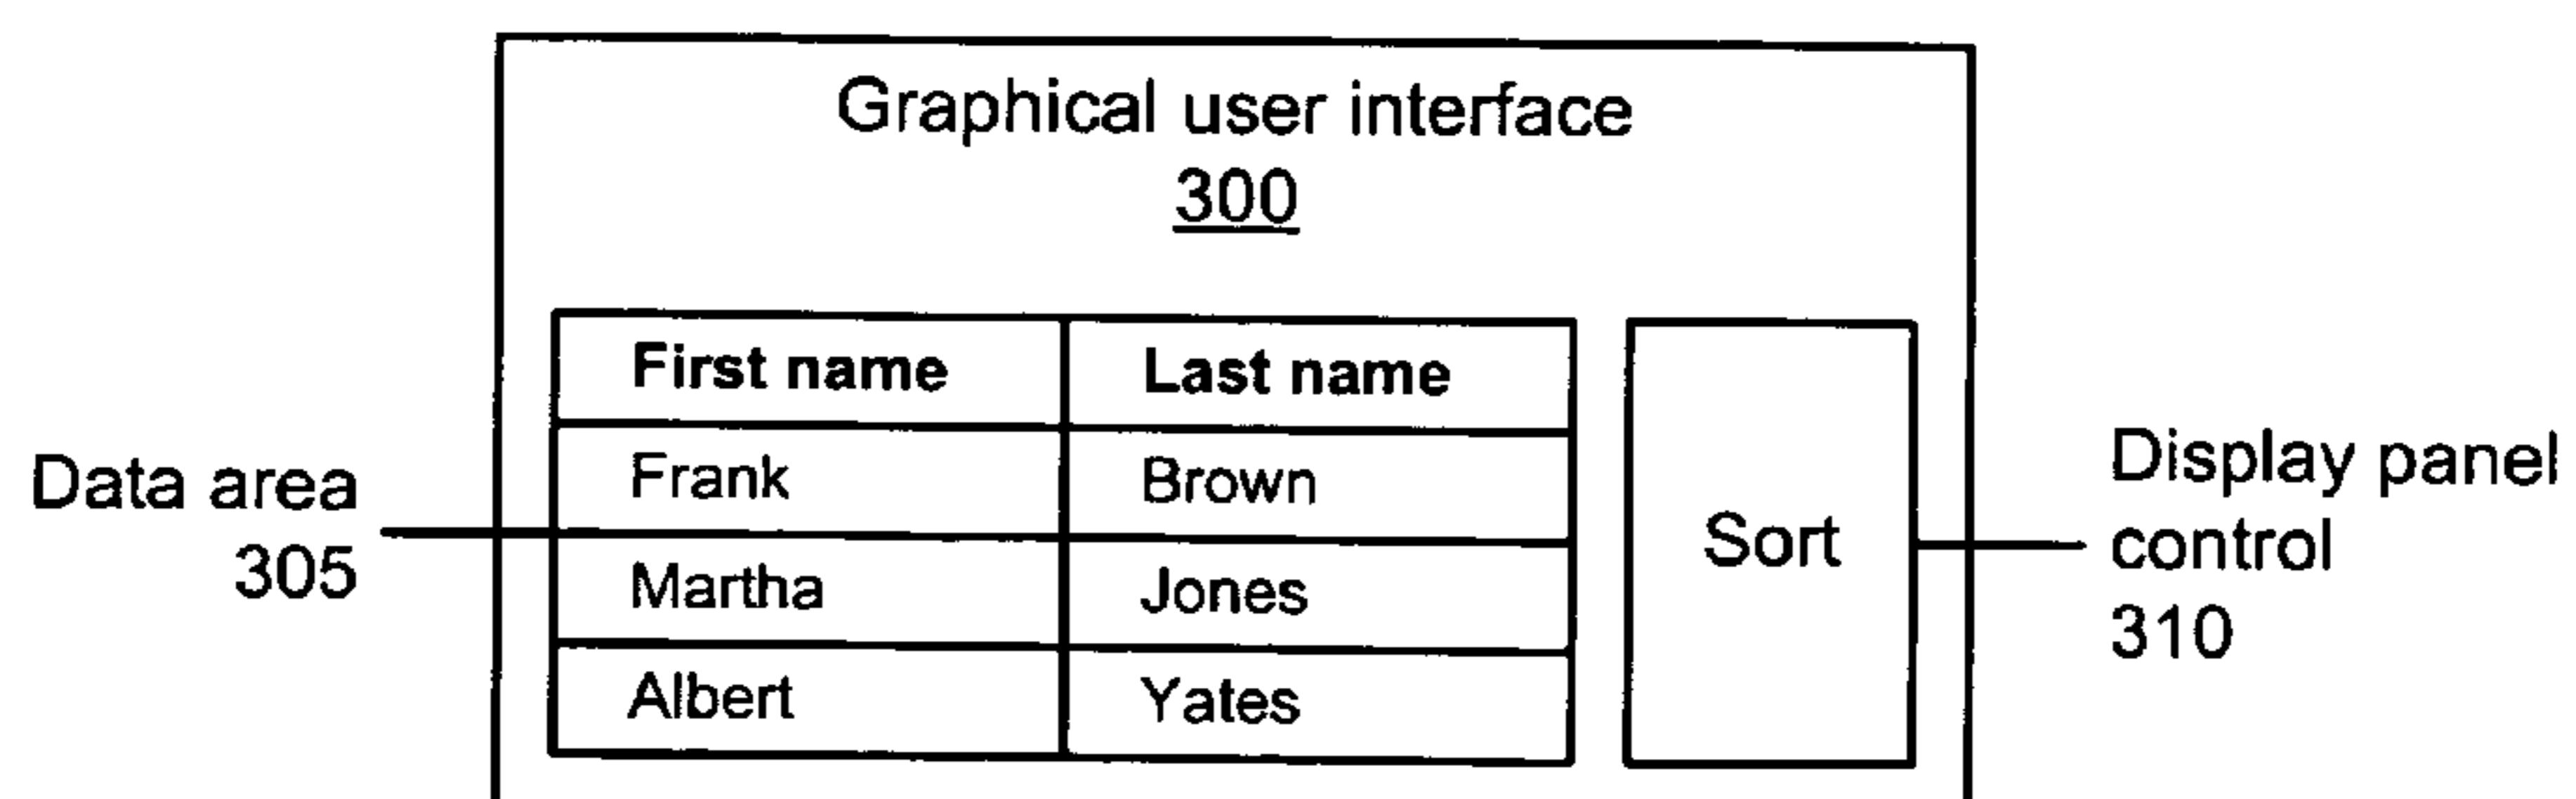 Graphical user interface
300
First name Last name
Frank Brown
Martha Jones
Albert Yates
Sort
Data area
305
Display panel
control
310